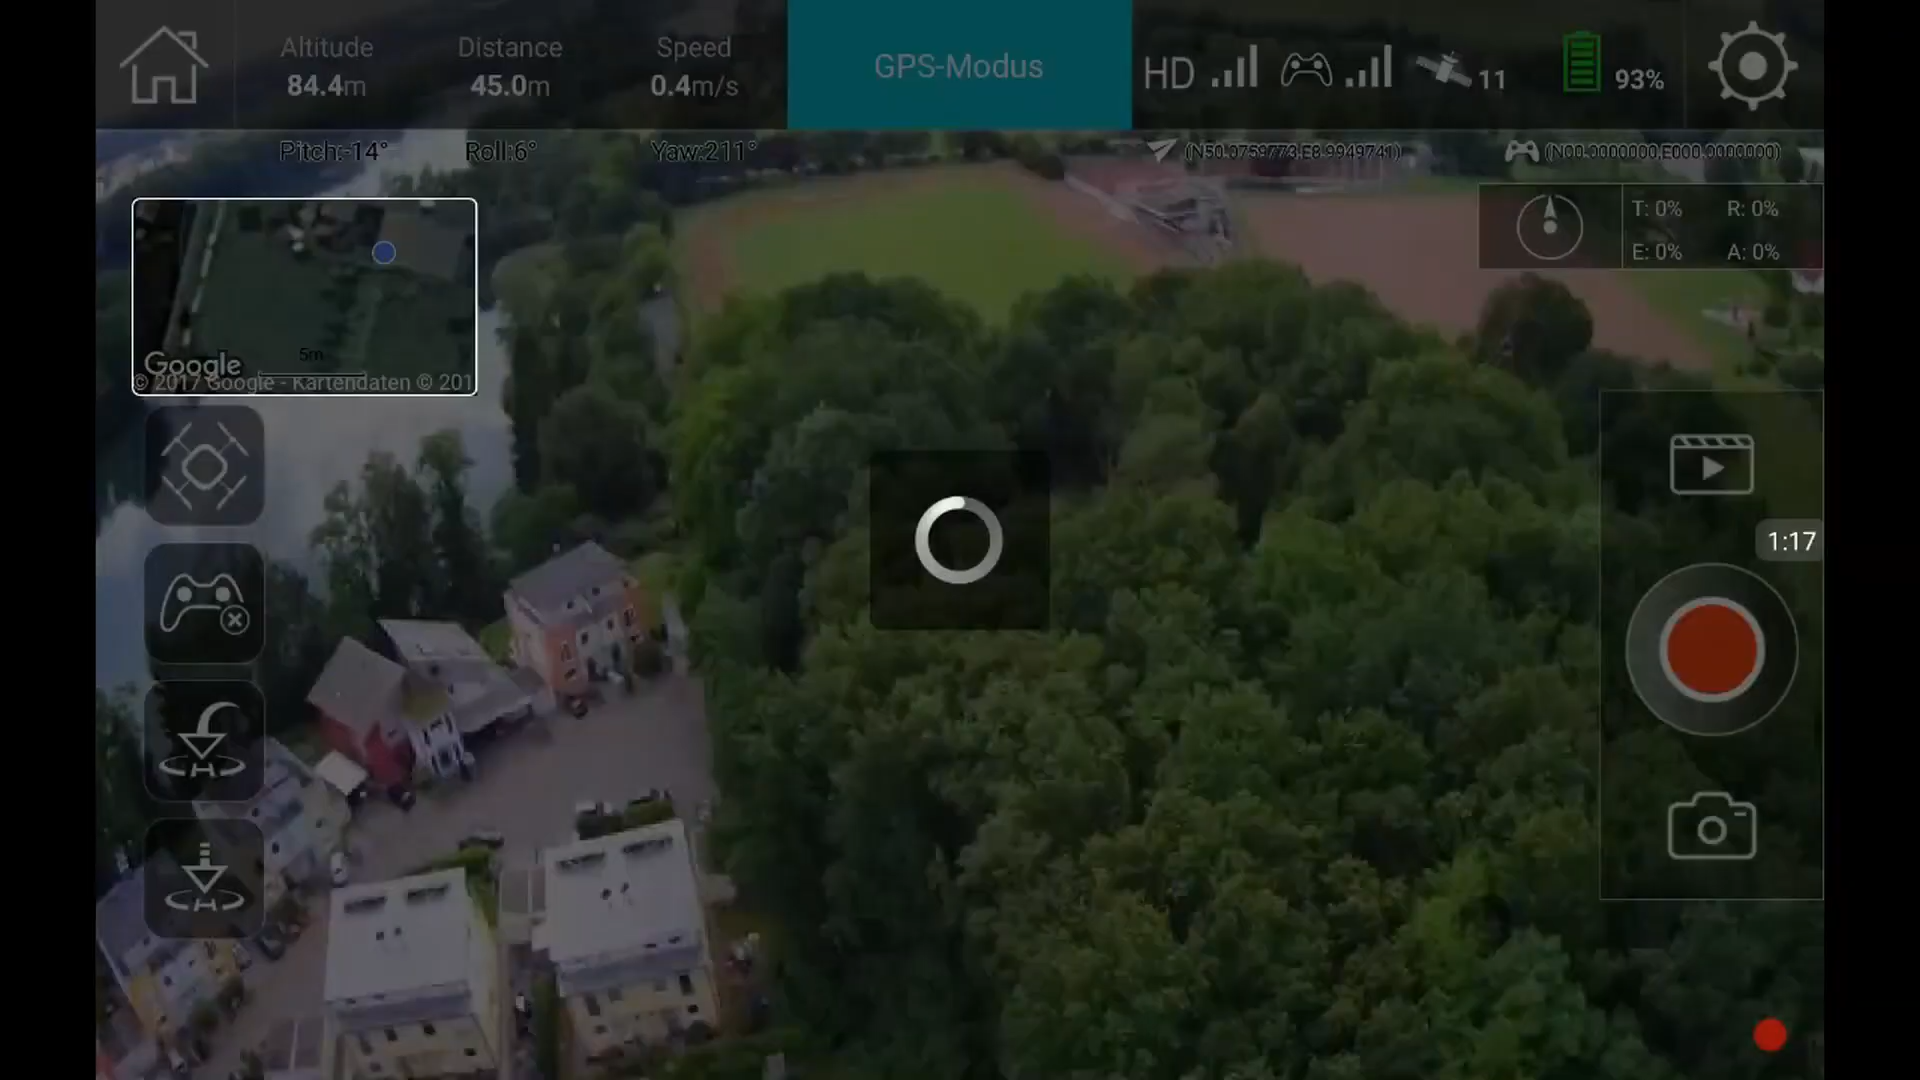 Altitude
84.4m
Distance
45.0m
Speed
0.4m/s
GPS-Modus
HD
11
93%
Pitch:-14°
Roll:6°
Yaw:211°
(N50.0759773,E8.9949741)
(N00.0000000,E000.0000000)
T: 0% R: 0%
E: 0% A: 0%
5m
Google
© 2017 Google - Kartendaten © 201
1:17